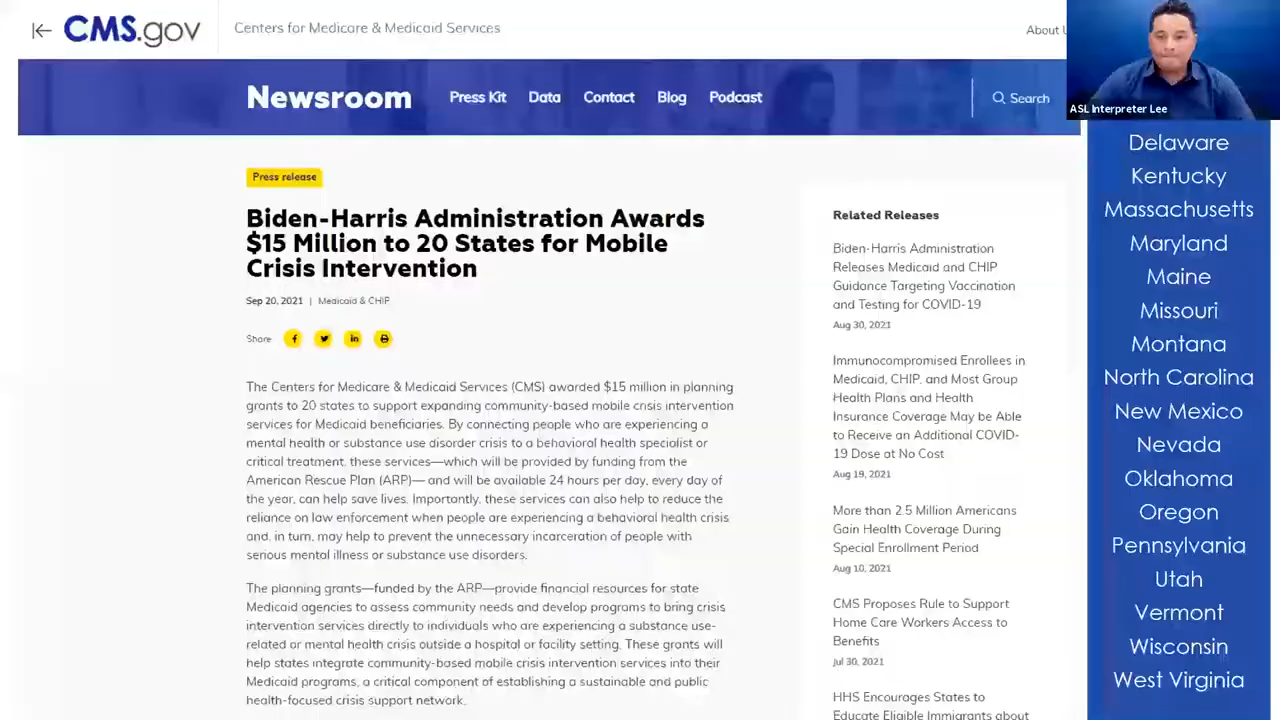 CMS.gov
Centers for Medicare & Medicaid Services
About
Newsroom
Press Kit Data Contact Blog Podcast
Search
ASL Interpreter Lee
Press release
Biden-Harris Administration Awards
$15 Million to 20 States for Mobile
Crisis Intervention
Sep 20, 2021 | Medicaid & CHIP
Share
The Centers for Medicare & Medicaid Services (CMS) awarded $15 million in planning
grants to 20 states to support expanding community-based mobile crisis intervention
services for Medicaid beneficiaries. By connecting people who are experiencing a
mental health or substance use disorder crisis to a behavioral health specialist or
critical treatment, these services—which will be provided by funding from the
American Rescue Plan (ARP)— and will be available 24 hours per day, every day of
the year, can help save lives. Importantly, these services can also help to reduce the
reliance on law enforcement when people are experiencing a behavioral health crisis
and, in turn, may help to prevent the unnecessary incarceration of people with
serious mental illness or substance use disorders.
The planning grants—funded by the ARP—provide financial resources for state
Medicaid agencies to assess community needs and develop programs to bring crisis
intervention services directly to individuals who are experiencing a substance use-
related or mental health crisis outside a hospital or facility setting. These grants will
help states integrate community-based mobile crisis intervention services into their
Medicaid programs, a critical component of establishing a sustainable and public
health-focused crisis support network.
Related Releases
Biden-Harris Administration
Releases Medicaid and CHIP
Guidance Targeting Vaccination
and Testing for COVID-19
Aug 30, 2021
Immunocompromised Enrollees in
Medicaid, CHIP, and Most Group
Health Plans and Health
Insurance Coverage May be Able
to Receive an Additional COVID-
19 Dose at No Cost
Aug 19, 2021
More than 2.5 Million Americans
Gain Health Coverage During
Special Enrollment Period
Aug 10, 2021
CMS Proposes Rule to Support
Home Care Workers Access to
Benefits
Jul 30, 2021
HHS Encourages States to
Educate Eligible Immigrants about
Delaware
Kentucky
Massachusetts
Maryland
Maine
Missouri
Montana
North Carolina
New Mexico
Nevada
Oklahoma
Oregon
Pennsylvania
Utah
Vermont
Wisconsin
West Virginia